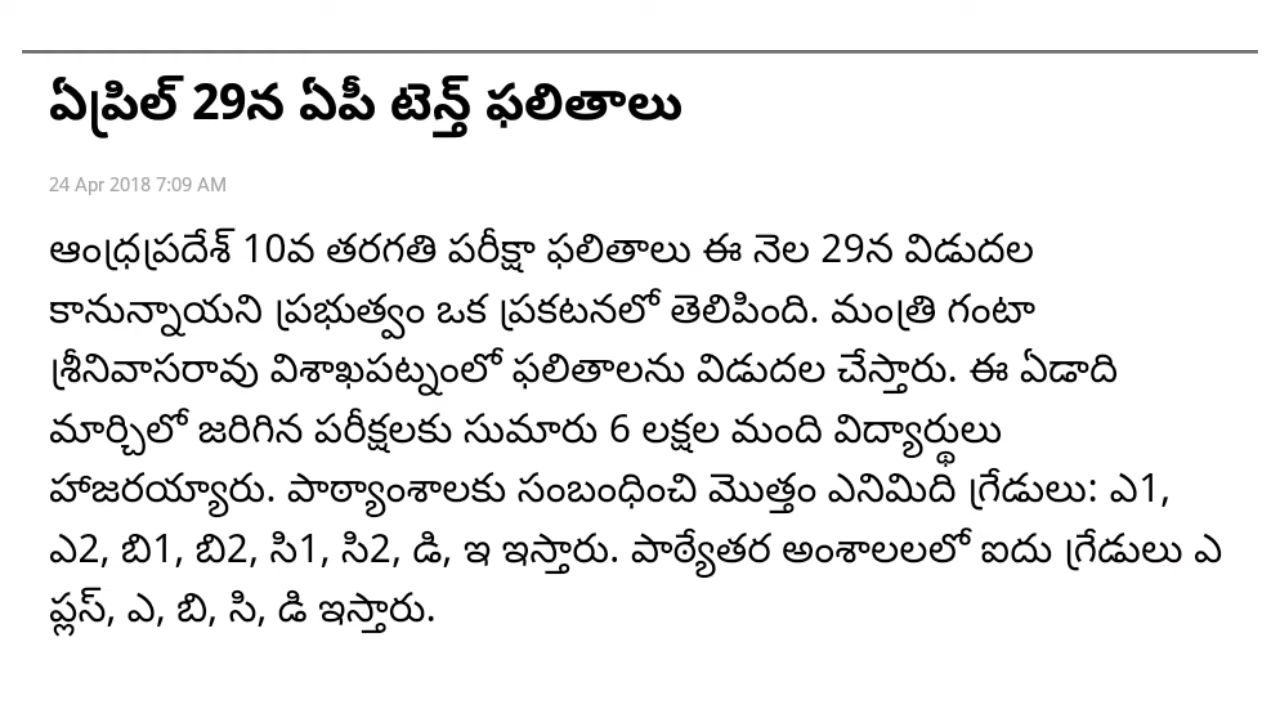 ఏప్రిల్ 29న ఏపీ టెన్త్ ఫలితాలు
24 Apr 2018 7:09 AM
ఆంధ్రప్రదేశ్ 10వ తరగతి పరీక్షా ఫలితాలు ఈ నెల 29న విడుదల
కానున్నాయని ప్రభుత్వం ఒక ప్రకటనలో తెలిపింది. మంత్రి గంటా
శ్రీనివాసరావు విశాఖపట్నంలో ఫలితాలను విడుదల చేస్తారు. ఈ ఏడాది
మార్చిలో జరిగిన పరీక్షలకు సుమారు 6 లక్షల మంది విద్యార్థులు
హాజరయ్యారు. పాఠ్యాంశాలకు సంబంధించి మొత్తం ఎనిమిది గ్రేడులు: ఎ1,
ఎ2, బి1, బి2, సి1, సి2, డి, ఇ ఇస్తారు. పాఠ్యేతర అంశాలలలో ఐదు గ్రేడులు ఎ
ప్లస్, ఎ, బి, సి, డి ఇస్తారు.